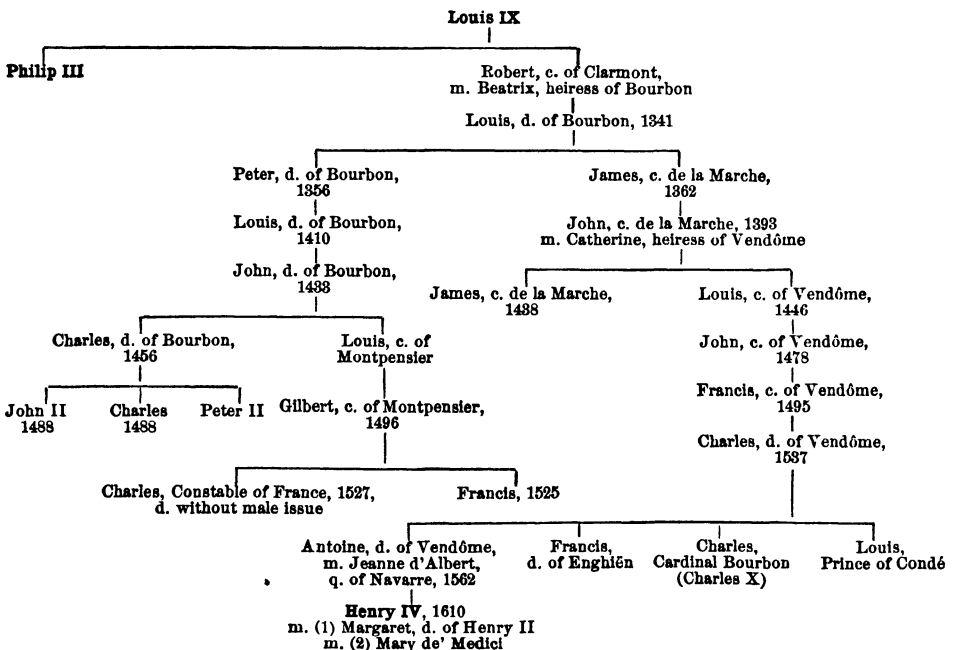 Louis IX
Philip III
Robert, c. of Clarmont,
m. Beatrix, heiress of Bourbon
Louis, d. of Bourbon, 1341
Peter, d. of Bourbon,
1356
James, c. de la Marche,
1362
Louis, d. of Bourbon,
1410
John, c. de la Marche, 1393
m. Catherine, heiress of Vendôme
John, d. of Bourbon,
1433
James, c. de la Marche,
1438
Louis, c. of Vendôme,
1446
Charles, d. of Bourbon,
1456
Louis, c. of
Montpensier
John, c. of Vendôme,
1478
John II
1488
Charles
1488
Peter II
Gilbert, c. of Montpensier,
1496
Francis, c. of Vendôme,
1495
Charles, d. of Vendôme,
1537
Charles, Constable of France, 1527,
d. without male issue
Francis, 1525
Antoine, d. of Vendôme,
m. Jeanne d'Albert,
q. of Navarre, 1562
Francis,
d. of Enghiën
Charles,
Cardinal Bourbon
(Charles X)
Louis,
Prince of Condé
Henry IV, 1610
m. (1) Margaret, d. of Henry II
m. (2) Mary de' Medici